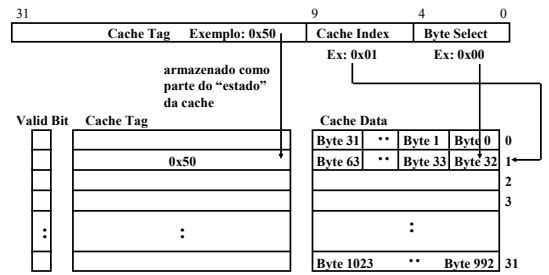 31 9 4 0
Cache Tag Exemplo: 0x50 Cache Index Byte Select
Ex: 0x01 Ex: 0x00
armazenado como
parte do “estado”
da cache
Valid Bit Cache Tag Cache Data
Byte 31 ·· Byte 1 Byte 0 0
0x50 Byte 63 ·· Byte 33 Byte 32 1
2
3
: : :
Byte 1023 ·· Byte 992 31